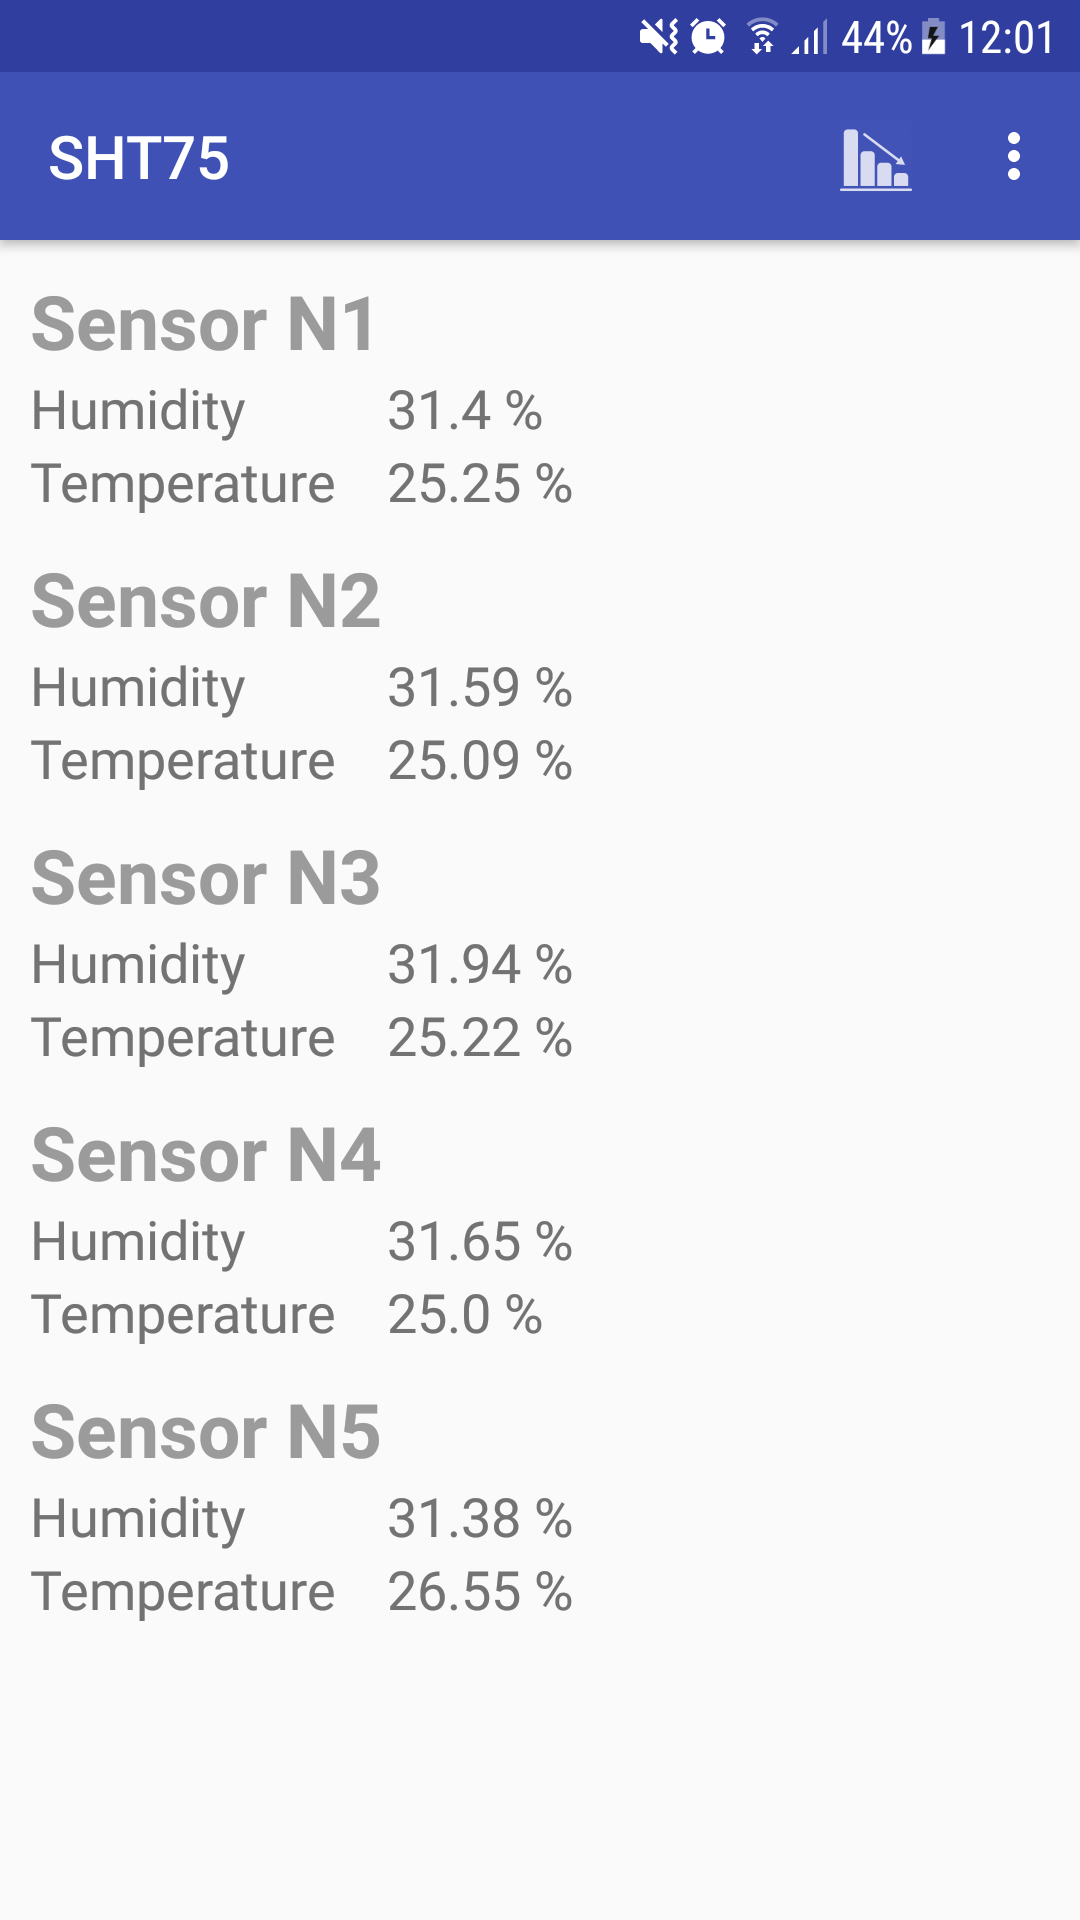 44% 12:01
SHT75
Sensor N1
Humidity 31.4 %
Temperature 25.25 %
Sensor N2
Humidity 31.59 %
Temperature 25.09 %
Sensor N3
Humidity 31.94 %
Temperature 25.22 %
Sensor N4
Humidity 31.65 %
Temperature 25.0 %
Sensor N5
Humidity 31.38 %
Temperature 26.55 %